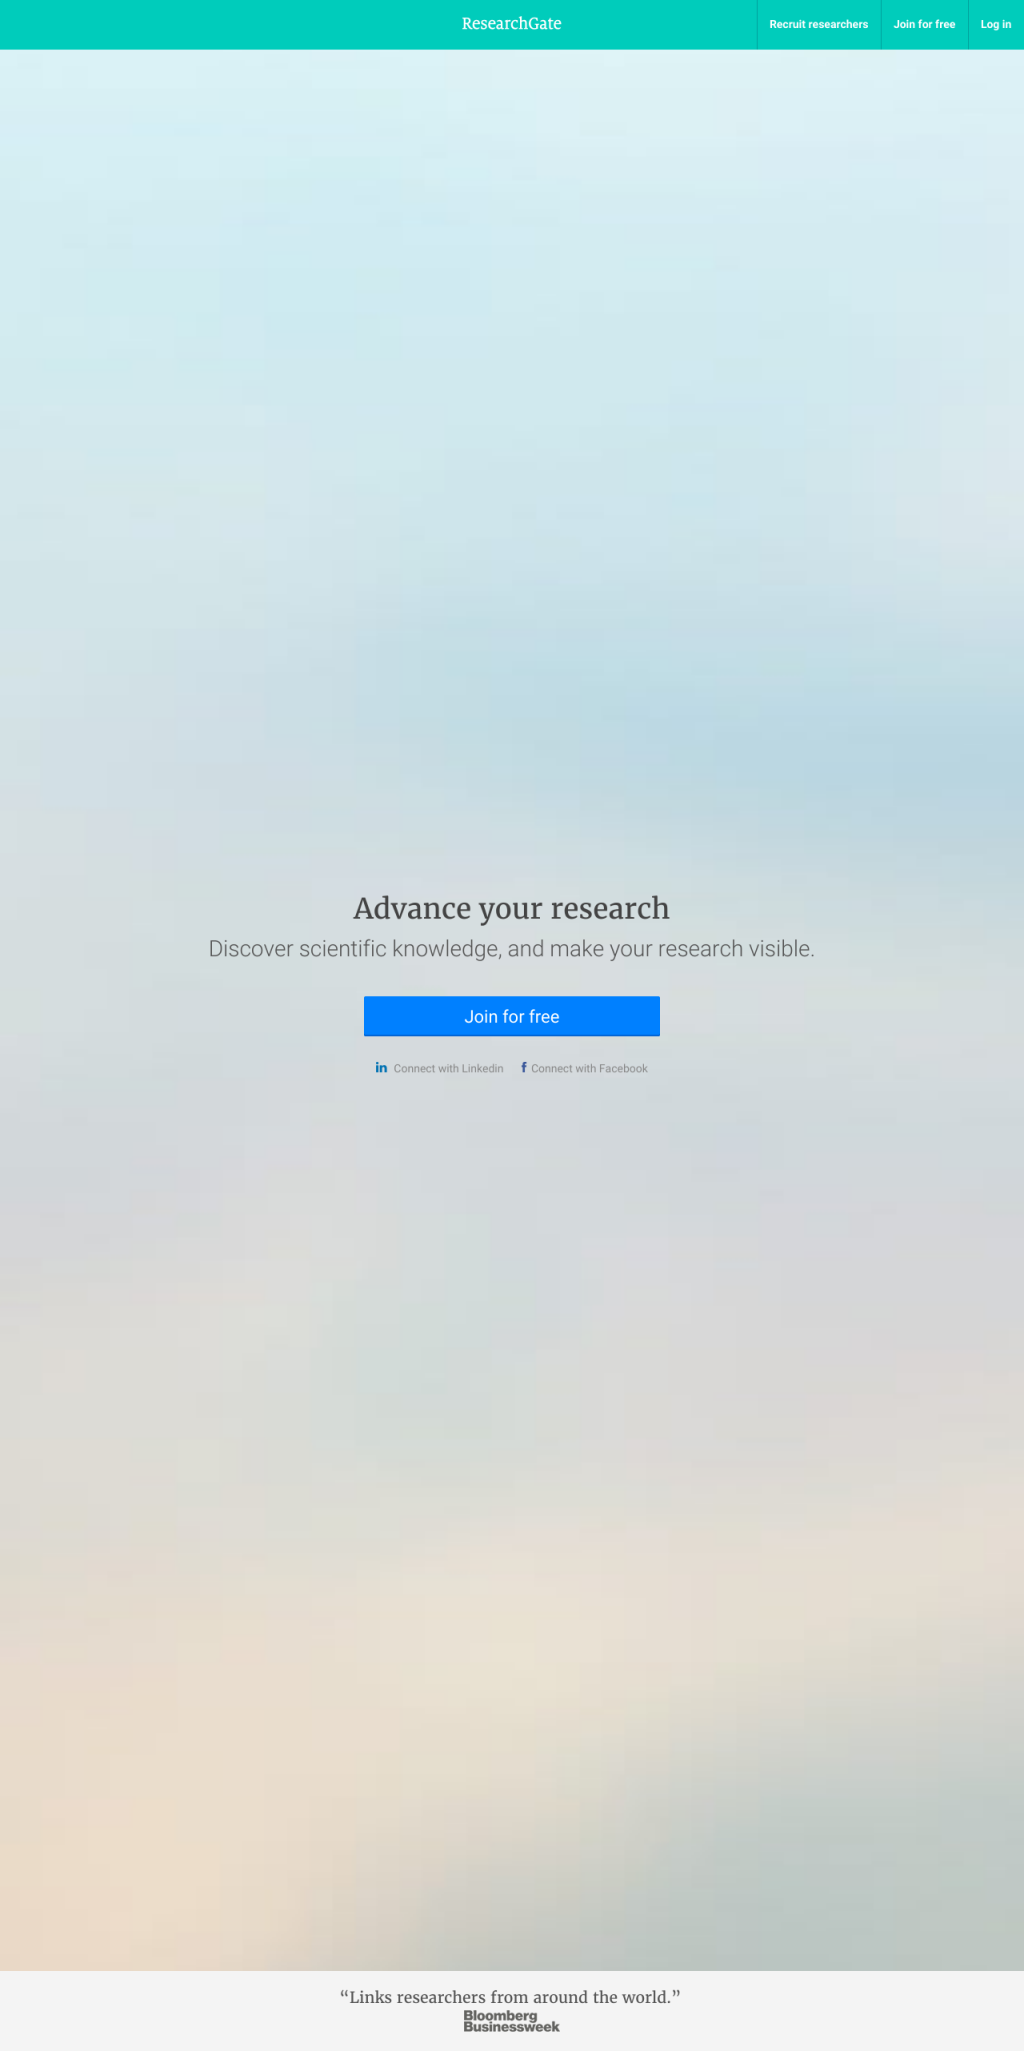 ResearchGate
Recruit researchers
Join for free
Log in
Advance your research
Discover scientific knowledge, and make your research visible.
Join for free
in Connect with Linkedin
f Connect with Facebook
“Links researchers from around the world.”
Bloomberg
Businessweek